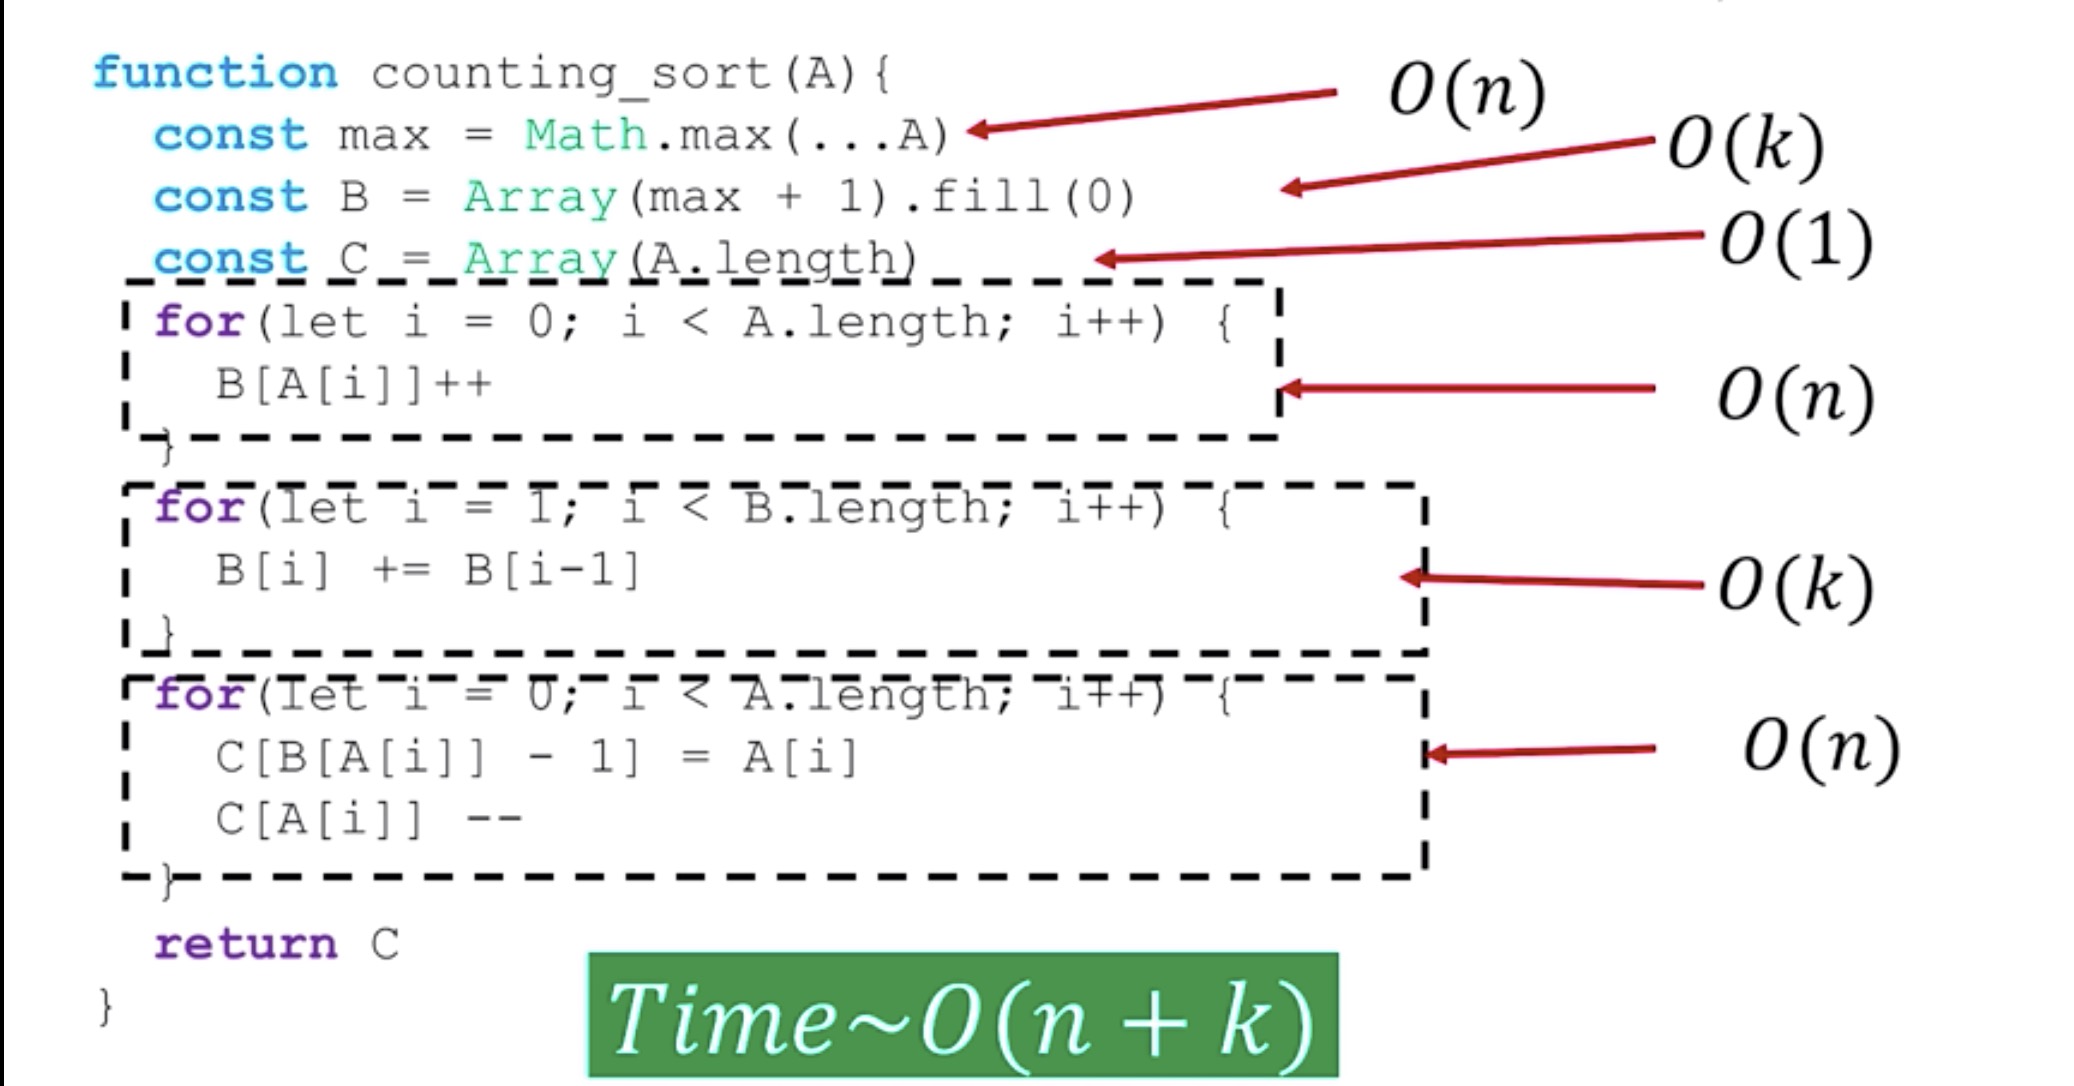 function counting_sort(A){
const max = Math.max(...A)
O(n)
const B = Array(max + 1).fill(0)
O(k)
const C = Array(A.length)
O(1)
for(let i = 0; i < A.length; i++) {
B[A[i]]++
O(n)
}
for(let i = 1; i < B.length; i++) {
B[i] += B[i-1]
O(k)
}
for(let i = 0; i < A.length; i++) {
C[B[A[i]] - 1] = A[i]
O(n)
C[A[i]] --
}
return C
}
Time~O(n + k)